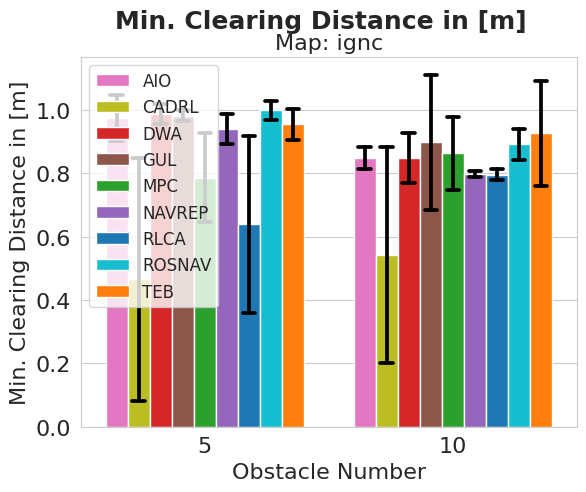 Min. Clearing Distance in [m]
Map: ignc
Min. Clearing Distance in [m]
1.0
0.8
0.6
0.4
0.2
0.0
AIO
CADRL
DWA
GUL
MPC
NAVREP
RLCA
ROSNAV
TEB
5
10
Obstacle Number